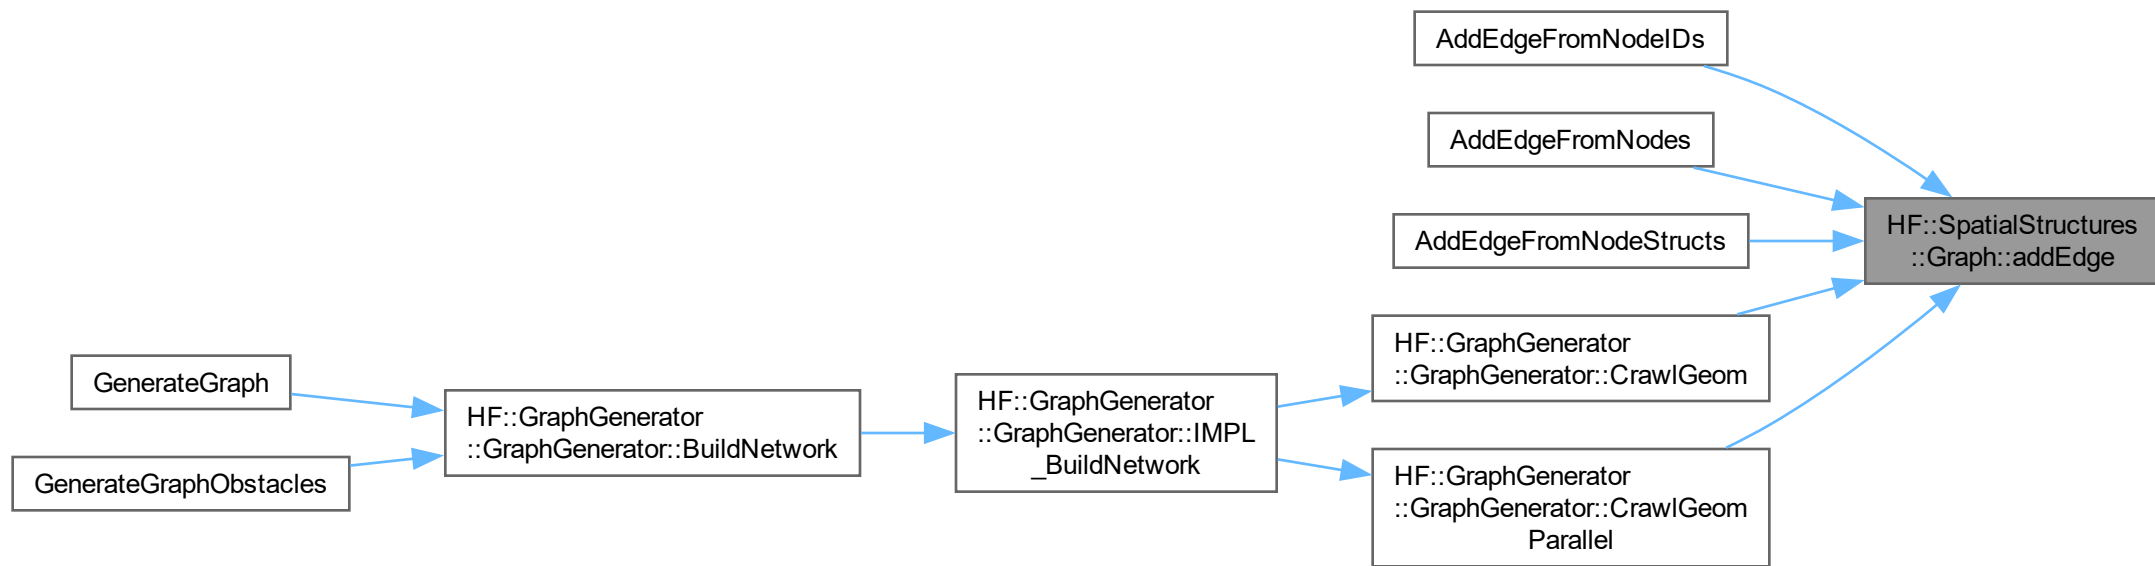 AddEdgeFromNodeIDs
AddEdgeFromNodes
AddEdgeFromNodeStructs
HF::SpatialStructures
::Graph::addEdge
HF::GraphGenerator
::GraphGenerator::CrawlGeom
HF::GraphGenerator
::GraphGenerator::CrawlGeom
Parallel
HF::GraphGenerator
::GraphGenerator::IMPL
_BuildNetwork
HF::GraphGenerator
::GraphGenerator::BuildNetwork
GenerateGraph
GenerateGraphObstacles